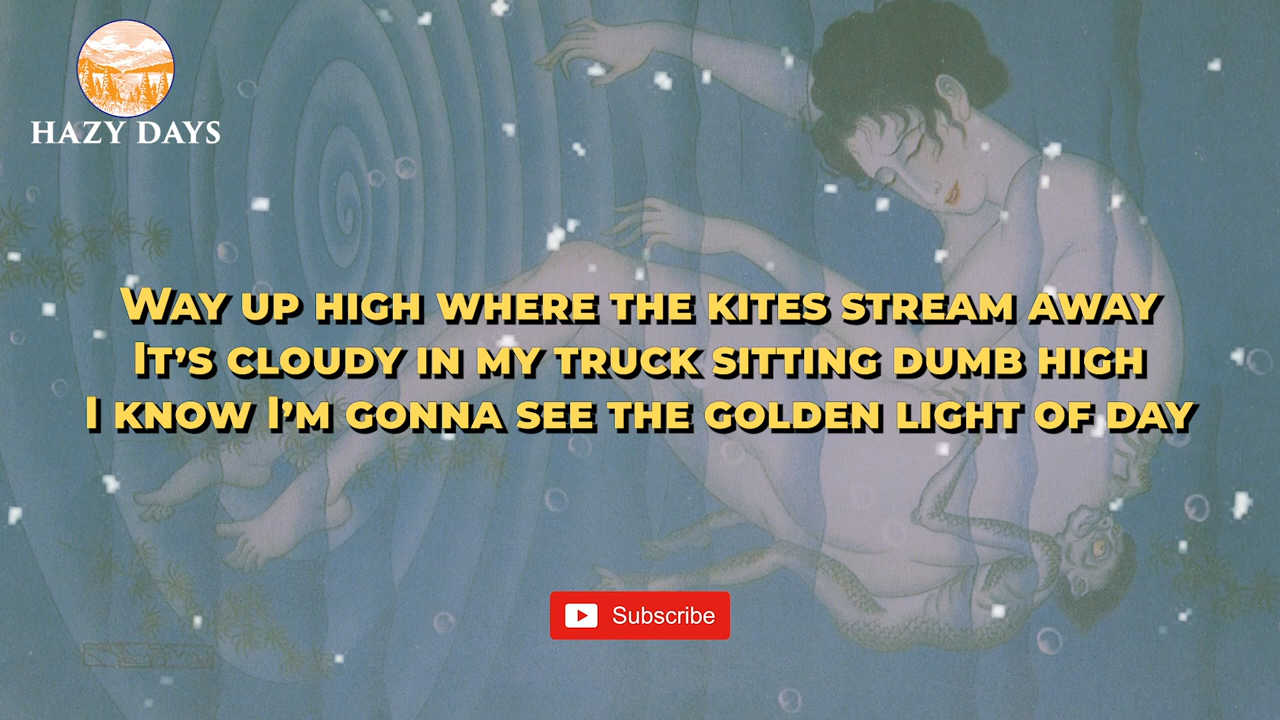 HAZY DAYS
Way up high where the kites stream away
It's cloudy in my truck sitting dumb high
I know I'm gonna see the golden light of day
Subscribe